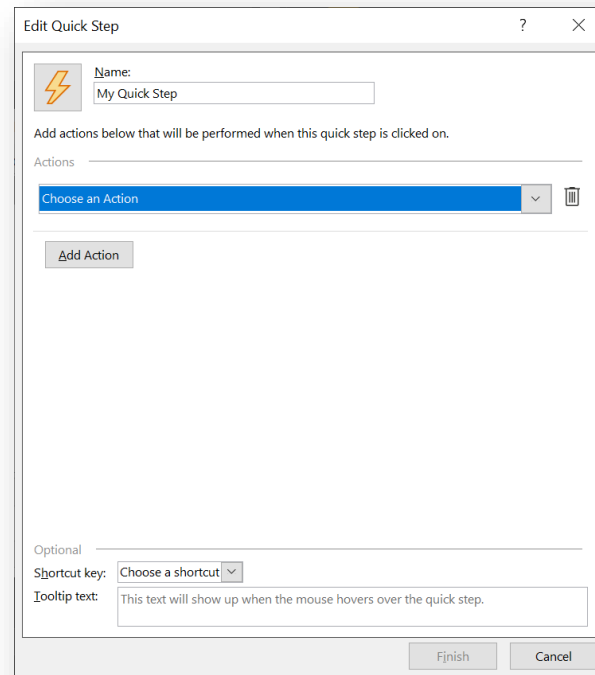 Edit Quick Step
?
Name:
My Quick Step
Add actions below that will be performed when this quick step is clicked on.
Actions
Choose an Action
Add Action
Optional
Shortcut key:
Choose a shortcut
Tooltip text:
This text will show up when the mouse hovers over the quick step.
Finish
Cancel